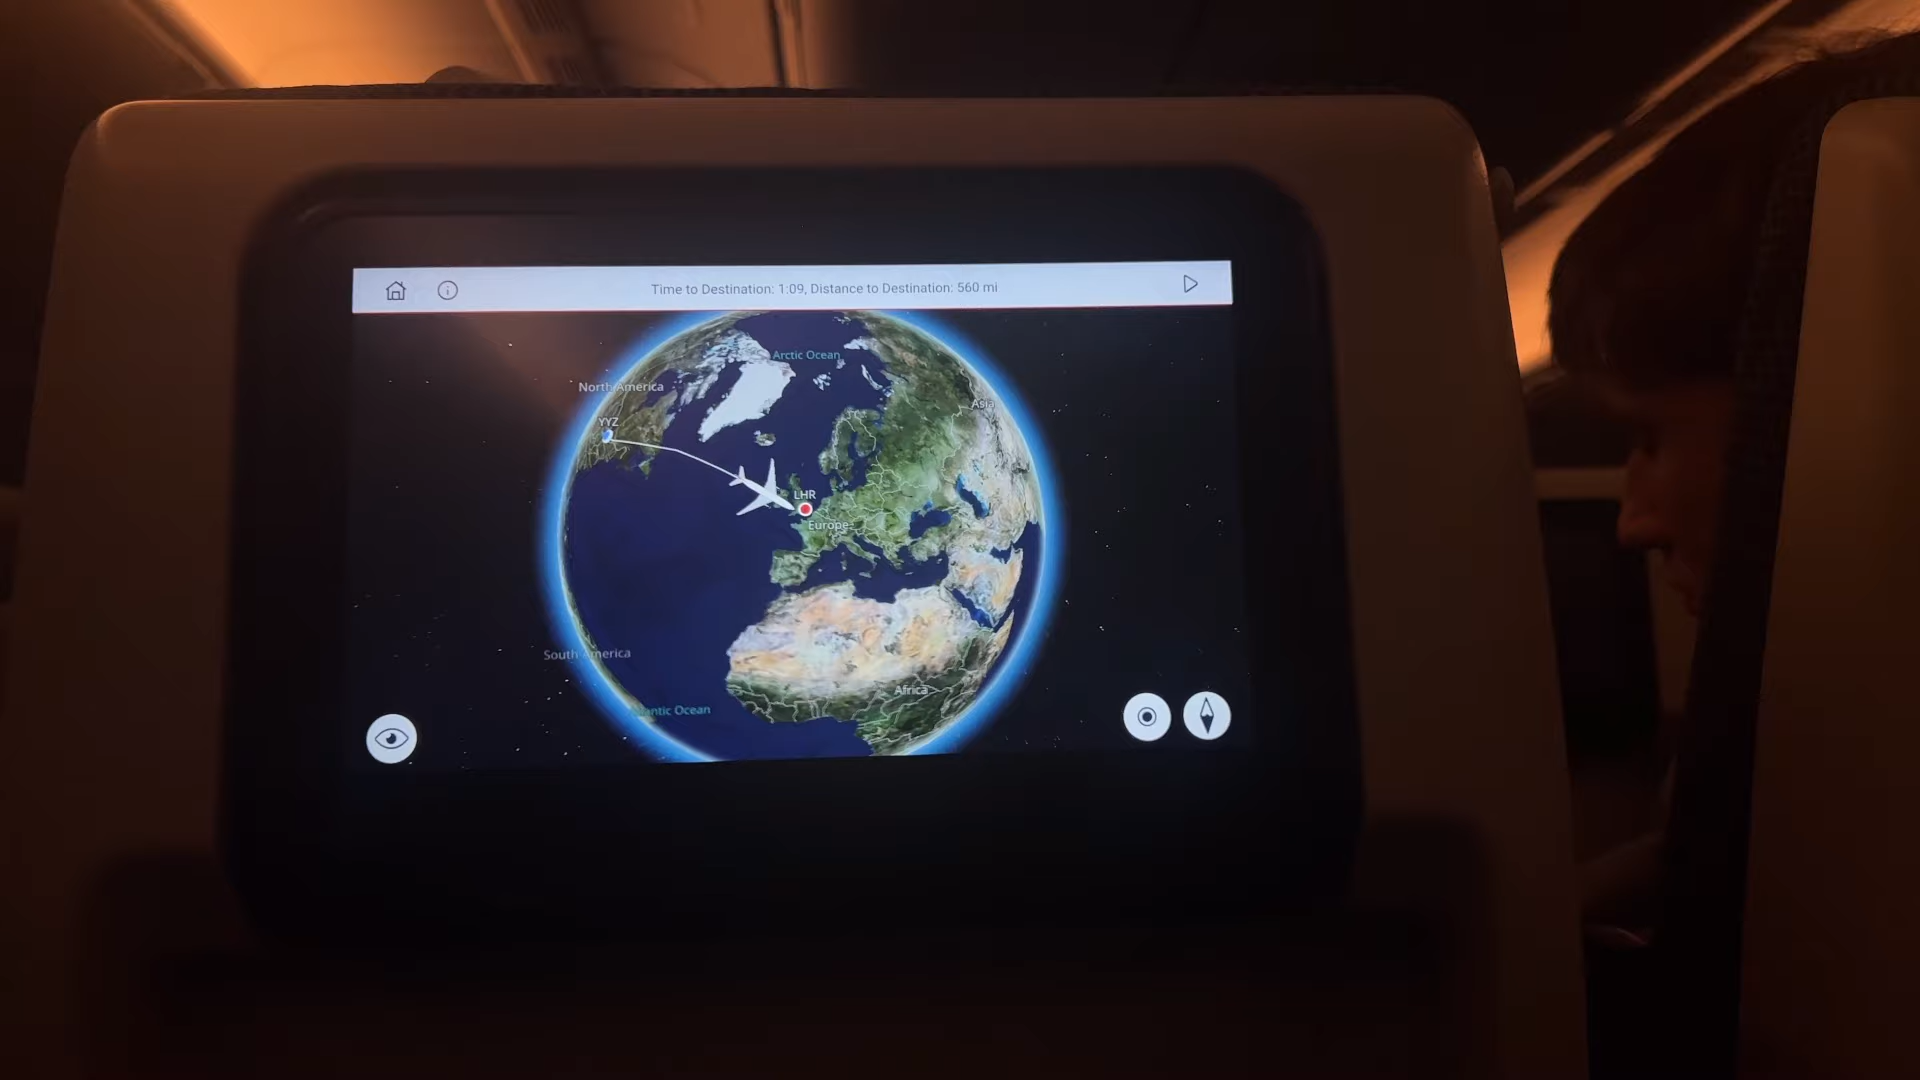 Time to Destination: 1:09, Distance to Destination: 560 mi
Arctic Ocean
North America
Asia
YYZ
LHR
Europe
South America
Africa
Atlantic Ocean